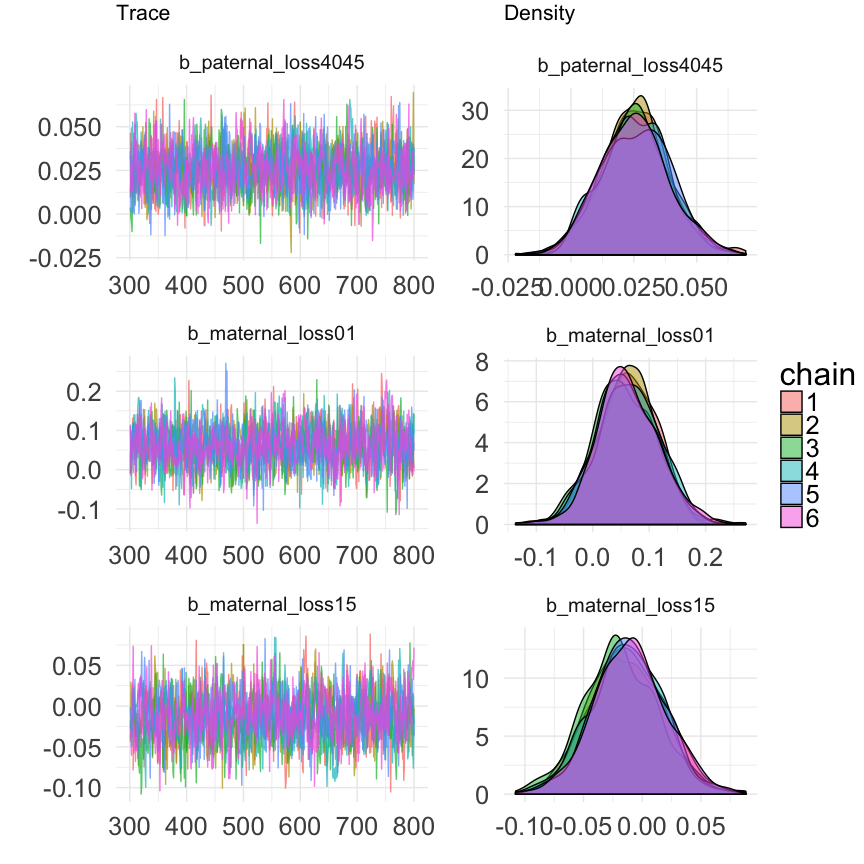 Trace
Density
b_paternal_loss4045
b_paternal_loss4045
0.050
0.025
0.000
-0.025
300 400 500 600 700 800
30
20
10
0
-0.025 0.000 0.025 0.050
b_maternal_loss01
b_maternal_loss01
0.2
0.1
0.0
-0.1
300 400 500 600 700 800
8
6
4
2
0
-0.1 0.0 0.1 0.2
chain
1
2
3
4
5
6
b_maternal_loss15
b_maternal_loss15
0.05
0.00
-0.05
-0.10
300 400 500 600 700 800
10
5
0
-0.10 -0.05 0.00 0.05